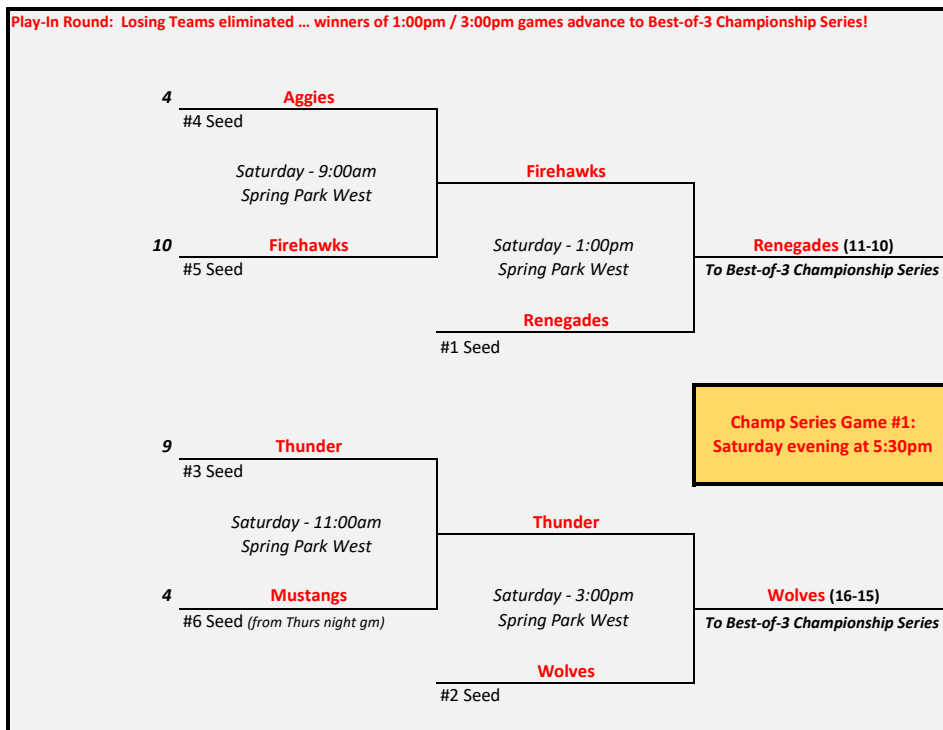 Play-In Round: Losing Teams eliminated ... winners of 1:00pm / 3:00pm games advance to Best-of-3 Championship Series!
4 Aggies
#4 Seed
Saturday - 9:00am
Spring Park West
Firehawks
10 Firehawks
#5 Seed
Saturday - 1:00pm
Spring Park West
Renegades (11-10)
To Best-of-3 Championship Series
Renegades
#1 Seed
Champ Series Game #1:
Saturday evening at 5:30pm
9 Thunder
#3 Seed
Saturday - 11:00am
Spring Park West
Thunder
4 Mustangs
#6 Seed (from Thurs night gm)
Saturday - 3:00pm
Spring Park West
Wolves (16-15)
To Best-of-3 Championship Series
Wolves
#2 Seed